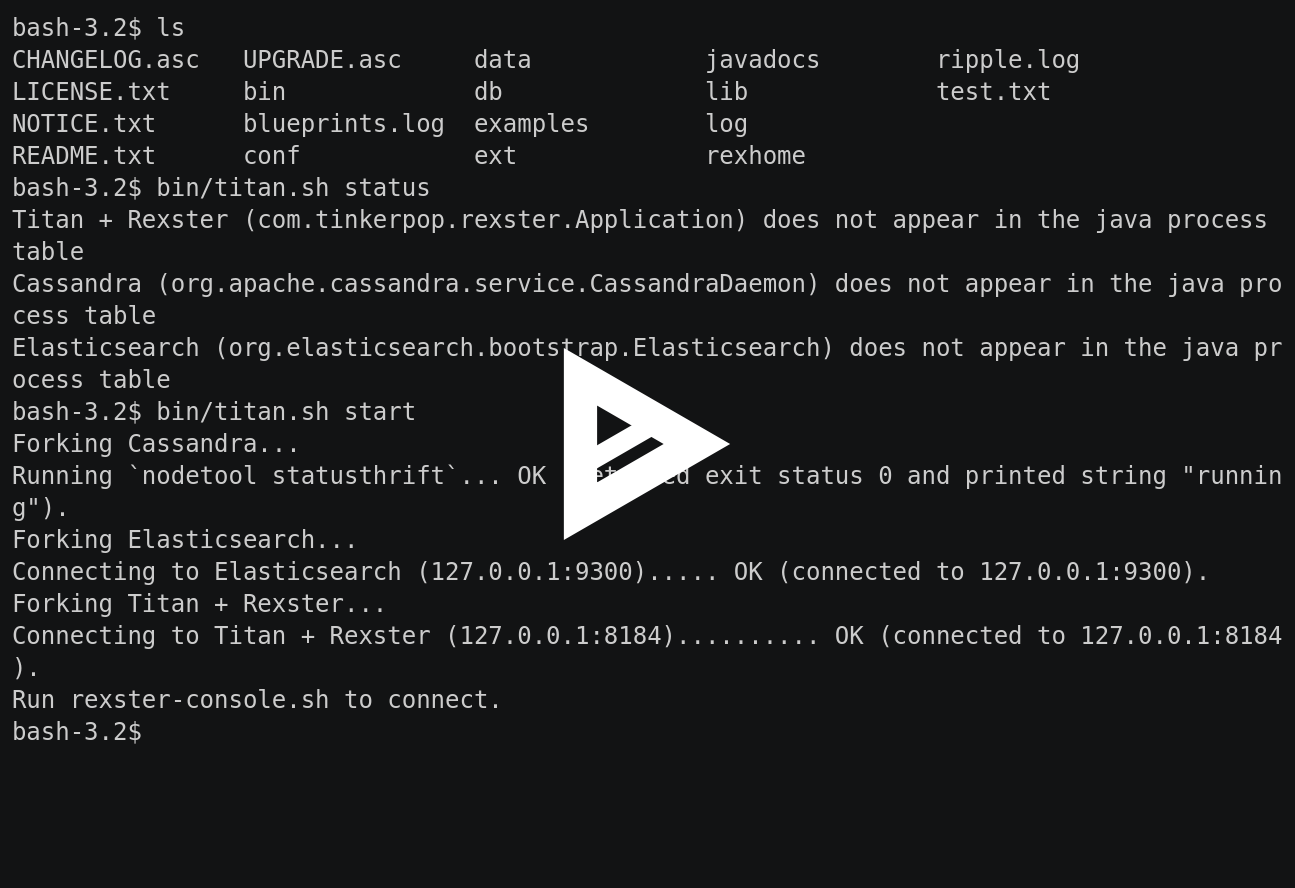 bash-3.2$ ls
CHANGELOG.asc   UPGRADE.asc     data            javadocs        ripple.log
LICENSE.txt     bin             db              lib             test.txt
NOTICE.txt      blueprints.log  examples        log
README.txt      conf            ext             rexhome
bash-3.2$ bin/titan.sh status
Titan + Rexster (com.tinkerpop.rexster.Application) does not appear in the java process
table
Cassandra (org.apache.cassandra.service.CassandraDaemon) does not appear in the java pro
cess table
Elasticsearch (org.elasticsearch.bootstrap.Elasticsearch) does not appear in the java pr
ocess table
bash-3.2$ bin/titan.sh start
Forking Cassandra...
Running `nodetool statusthrift`... OK exit status 0 and printed string "runnin
g").
Forking Elasticsearch...
Connecting to Elasticsearch (127.0.0.1:9300)..... OK (connected to 127.0.0.1:9300).
Forking Titan + Rexster...
Connecting to Titan + Rexster (127.0.0.1:8184).......... OK (connected to 127.0.0.1:8184
).
Run rexster-console.sh to connect.
bash-3.2$